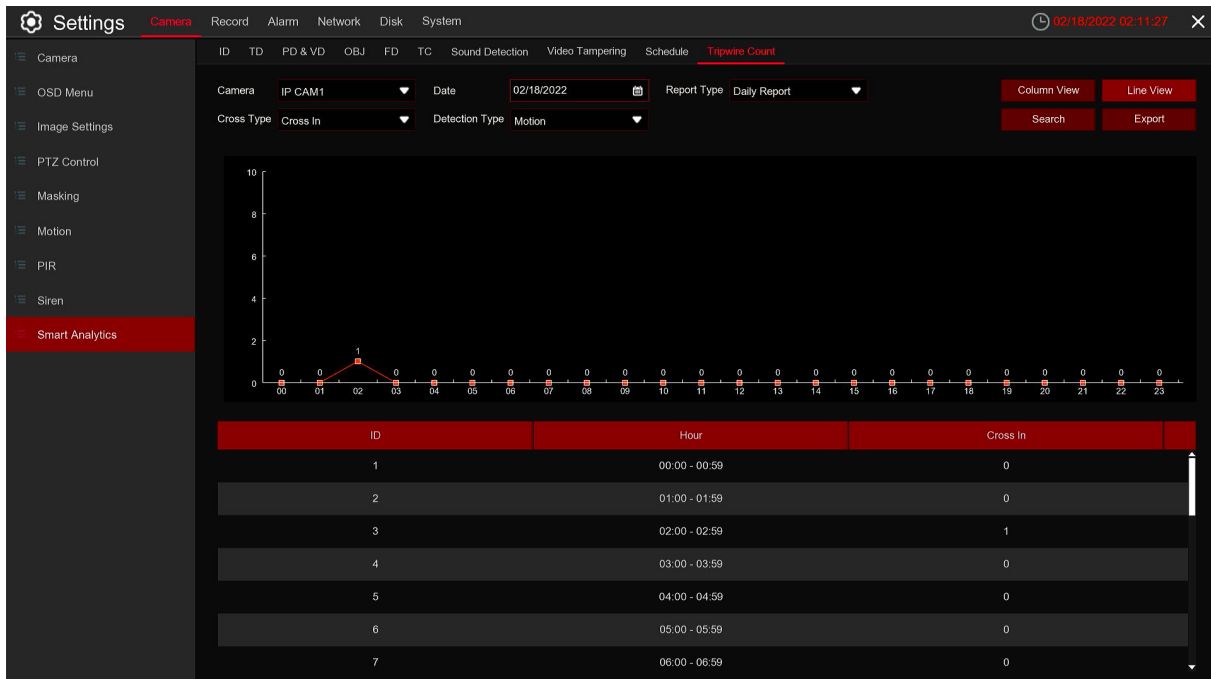 Settings Camera Record Alarm Network Disk System 02/18/2022 02:11:27
Camera
OSD Menu
Image Settings
PTZ Control
Masking
Motion
PIR
Siren
Smart Analytics
ID TD PD & VD OBJ FD TC Sound Detection Video Tampering Schedule Tripwire Count
Camera IP CAM1 Date 02/18/2022 Report Type Daily Report Column View Line View
Cross Type Cross In Detection Type Motion Search Export
10
8
6
4
2
1
0 0 0 0 0 0 0 0 0 0 0 0 0 0 0 0 0 0 0 0 0 0 0
0
00 01 02 03 04 05 06 07 08 09 10 11 12 13 14 15 16 17 18 19 20 21 22 23
ID Hour Cross In
1 00:00 - 00:59 0
2 01:00 - 01:59 0
3 02:00 - 02:59 1
4 03:00 - 03:59 0
5 04:00 - 04:59 0
6 05:00 - 05:59 0
7 06:00 - 06:59 0